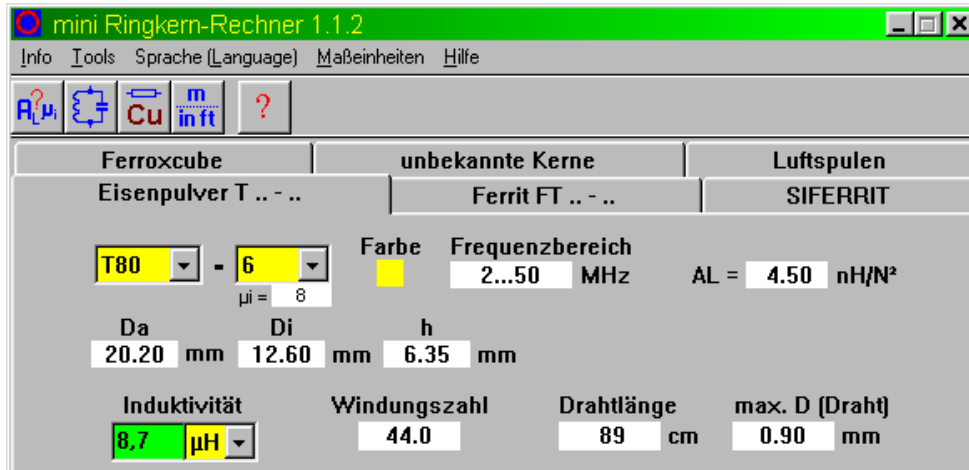 mini Ringkern-Rechner 1.1.2
Info Tools Sprache (Language) Maßeinheiten Hilfe
A L ? µi Cu m in ft ?
Ferroxcube unbekannte Kerne Luftspulen
Eisenpulver T .. - .. Ferrit FT .. - .. SIFERRIT
Farbe Frequenzbereich
T80 - 6 2...50 MHz AL = 4.50 nH/N²
µi = 8
Da Di h
20.20 mm 12.60 mm 6.35 mm
Induktivität Windungszahl Drahtlänge max. D (Draht)
8,7 µH 44.0 89 cm 0.90 mm